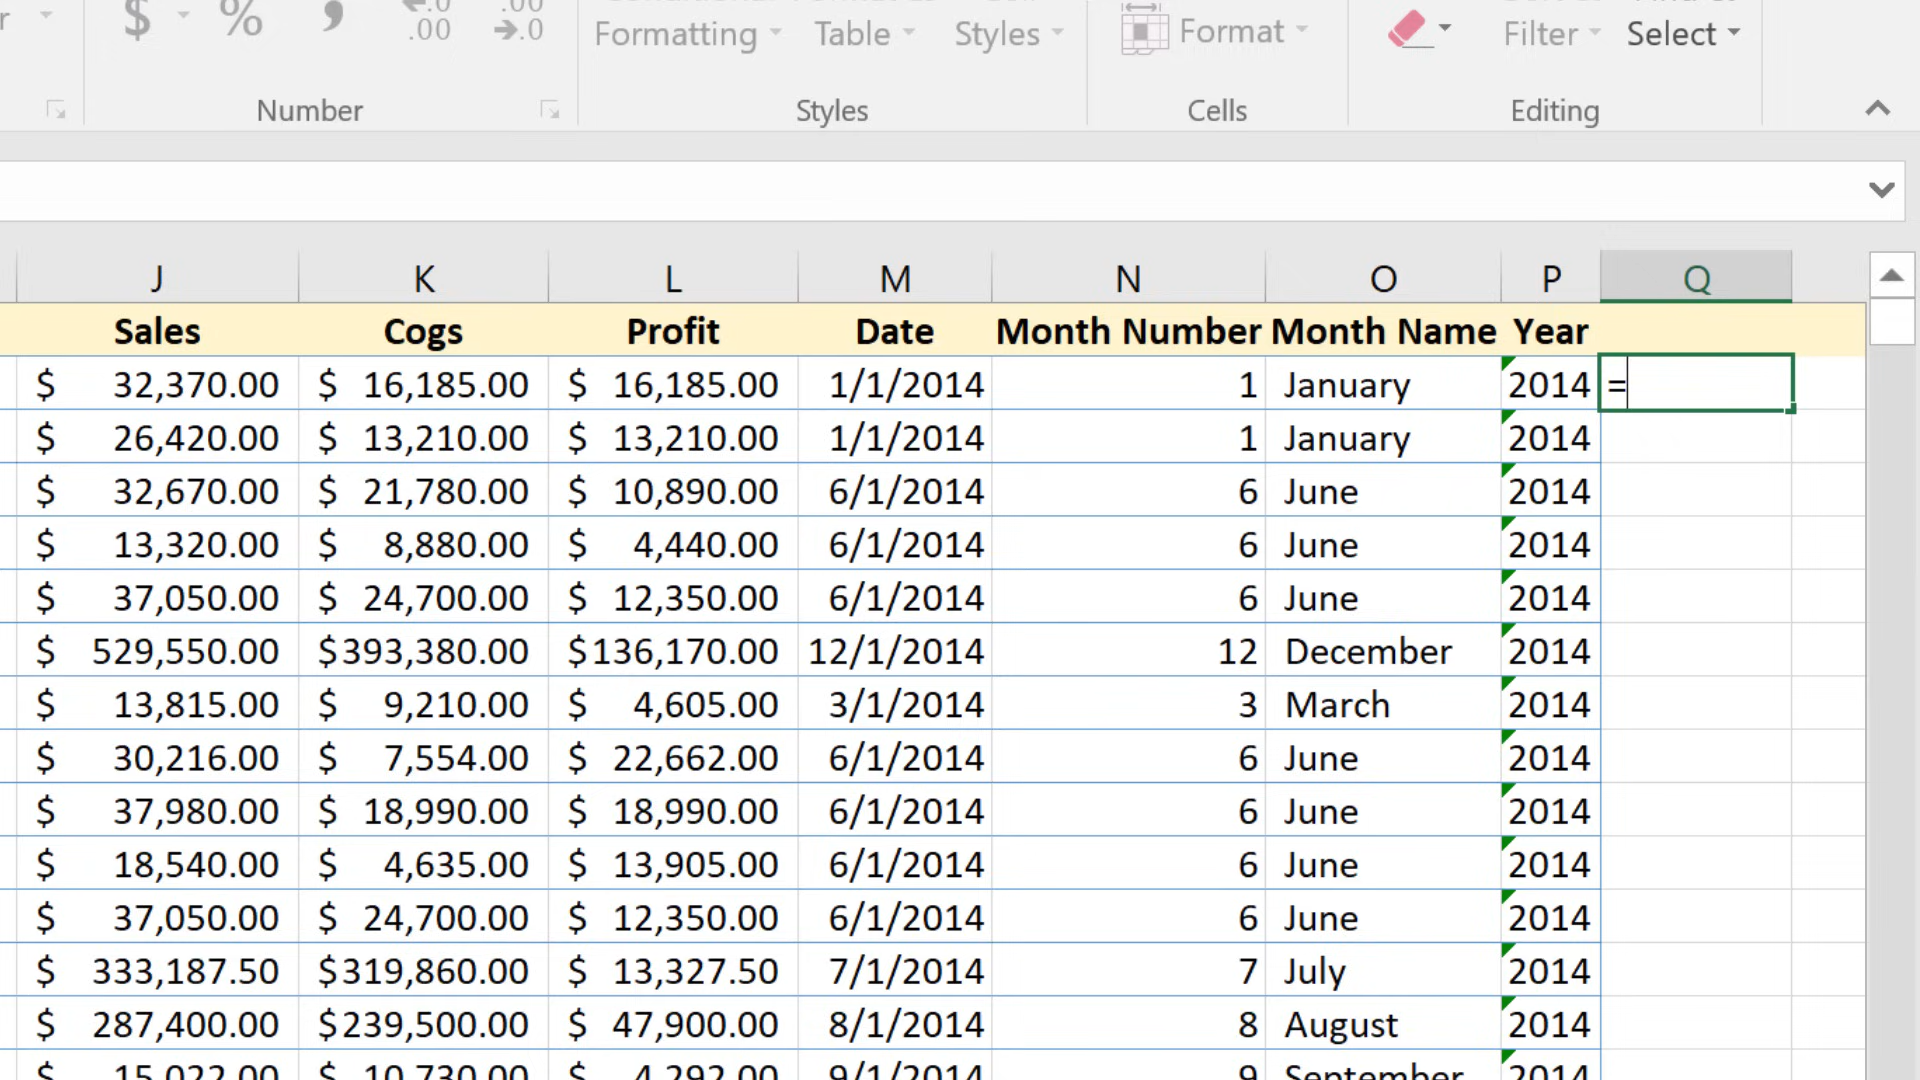 $ % , .00 .00
→.0
Formatting Table Styles Format Filter Select
Number Styles Cells Editing
J K L M N O P Q
Sales Cogs Profit Date Month Number Month Name Year
$ 32,370.00 $ 16,185.00 $ 16,185.00 1/1/2014 1 January 2014 =
$ 26,420.00 $ 13,210.00 $ 13,210.00 1/1/2014 1 January 2014
$ 32,670.00 $ 21,780.00 $ 10,890.00 6/1/2014 6 June 2014
$ 13,320.00 $ 8,880.00 $ 4,440.00 6/1/2014 6 June 2014
$ 37,050.00 $ 24,700.00 $ 12,350.00 6/1/2014 6 June 2014
$ 529,550.00 $393,380.00 $136,170.00 12/1/2014 12 December 2014
$ 13,815.00 $ 9,210.00 $ 4,605.00 3/1/2014 3 March 2014
$ 30,216.00 $ 7,554.00 $ 22,662.00 6/1/2014 6 June 2014
$ 37,980.00 $ 18,990.00 $ 18,990.00 6/1/2014 6 June 2014
$ 18,540.00 $ 4,635.00 $ 13,905.00 6/1/2014 6 June 2014
$ 37,050.00 $ 24,700.00 $ 12,350.00 6/1/2014 6 June 2014
$ 333,187.50 $319,860.00 $ 13,327.50 7/1/2014 7 July 2014
$ 287,400.00 $239,500.00 $ 47,900.00 8/1/2014 8 August 2014
$ 15,022.00 $ 10,730.00 $ 4,292.00 9/1/2014 9 September 2014